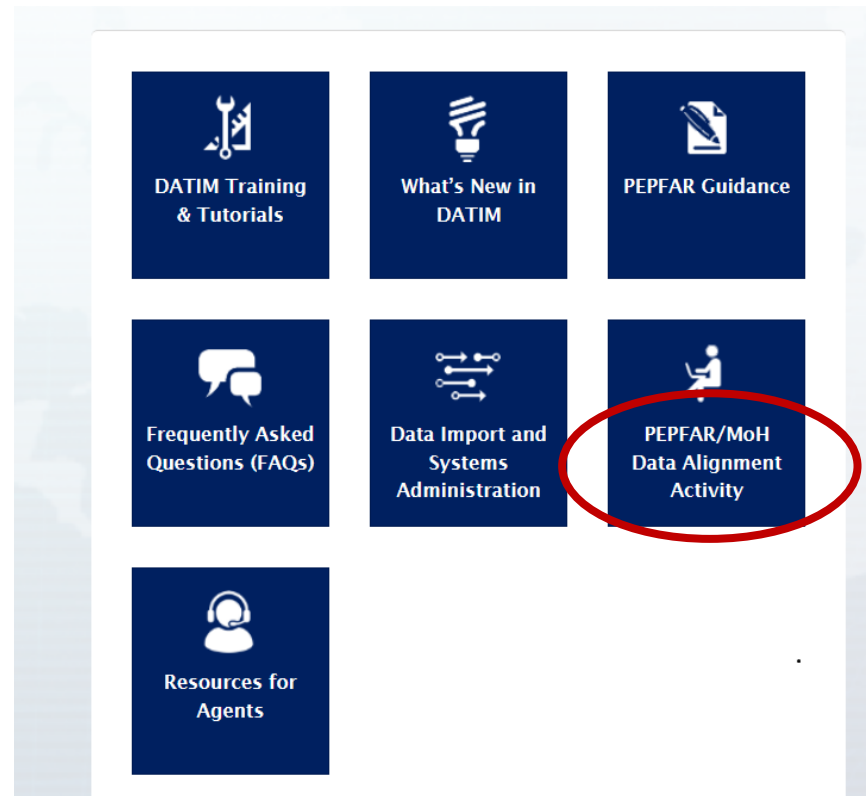 DATIM Training
& Tutorials
What's New in
DATIM
PEPFAR Guidance
Frequently Asked
Questions (FAQs)
Data Import and
Systems
Administration
PEPFAR/MoH
Data Alignment
Activity
Resources for
Agents
.